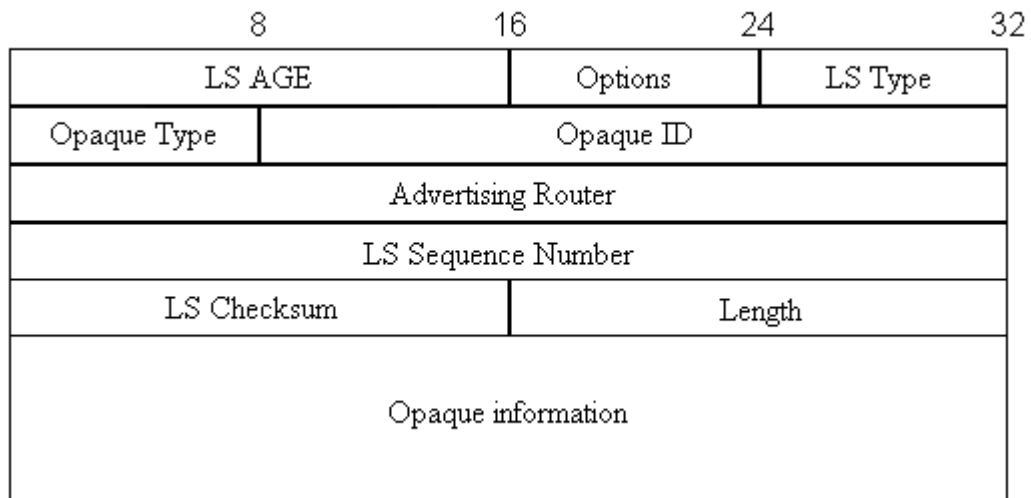 8 16 24 32
LS AGE Options LS Type
Opaque Type Opaque ID
Advertising Router
LS Sequence Number
LS Checksum Length
Opaque information